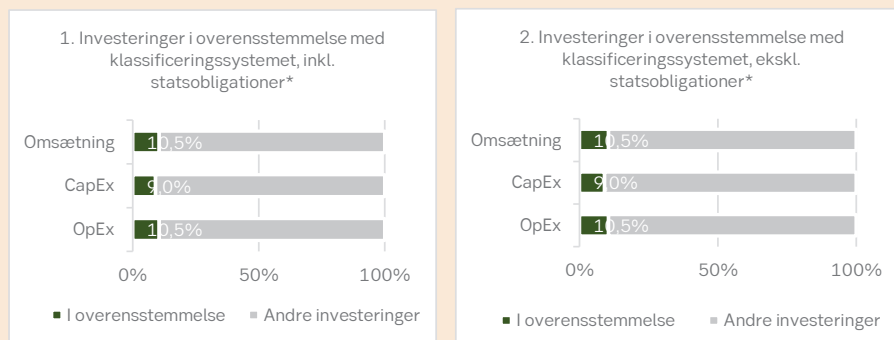 1. Investeringer i overensstemmelse med
klassificeringssystemet, inkl.
statsobligationer*
Omsætning
10,5%
CapEx
9,0%
OpEx
10,5%
0%
50%
100%
I overensstemmelse
Andre investeringer
2. Investeringer i overensstemmelse med
klassificeringssystemet, ekskl.
statsobligationer*
Omsætning
10,5%
CapEx
9,0%
OpEx
10,5%
0%
50%
100%
I overensstemmelse
Andre investeringer